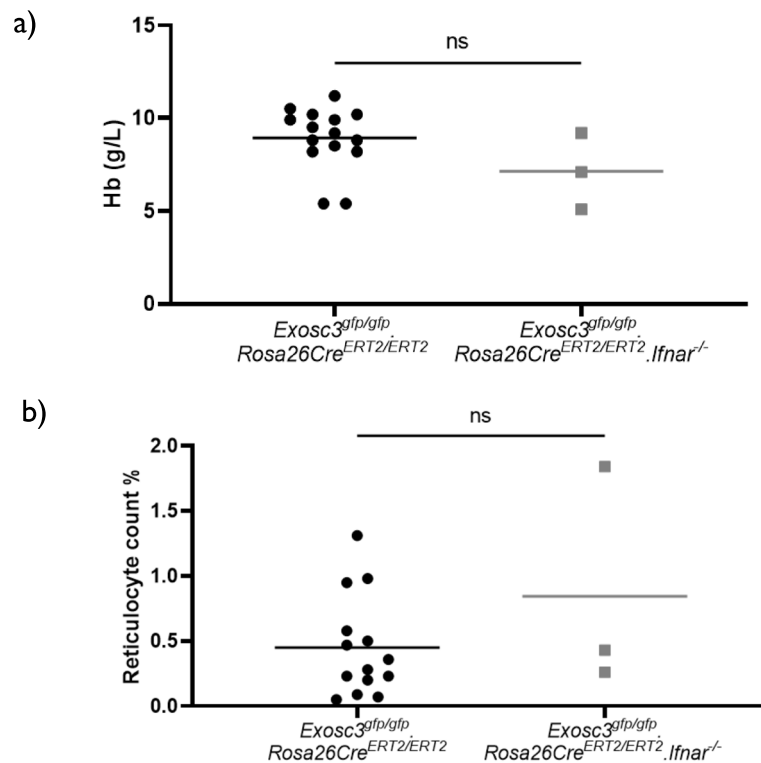 a)
15
ns
10
Hb (g/L)
5
0
Exosc3gfp/gfp.
Rosa26CreERT2/ERT2
Exosc3gfp/gfp.
Rosa26CreERT2/ERT2.Ifnar-/-
b)
ns
2.0
1.5
1.0
Reticulocyte count %
0.5
0.0
Exosc3gfp/gfp.
Rosa26CreERT2/ERT2
Exosc3gfp/gfp.
Rosa26CreERT2/ERT2.Ifnar-/-